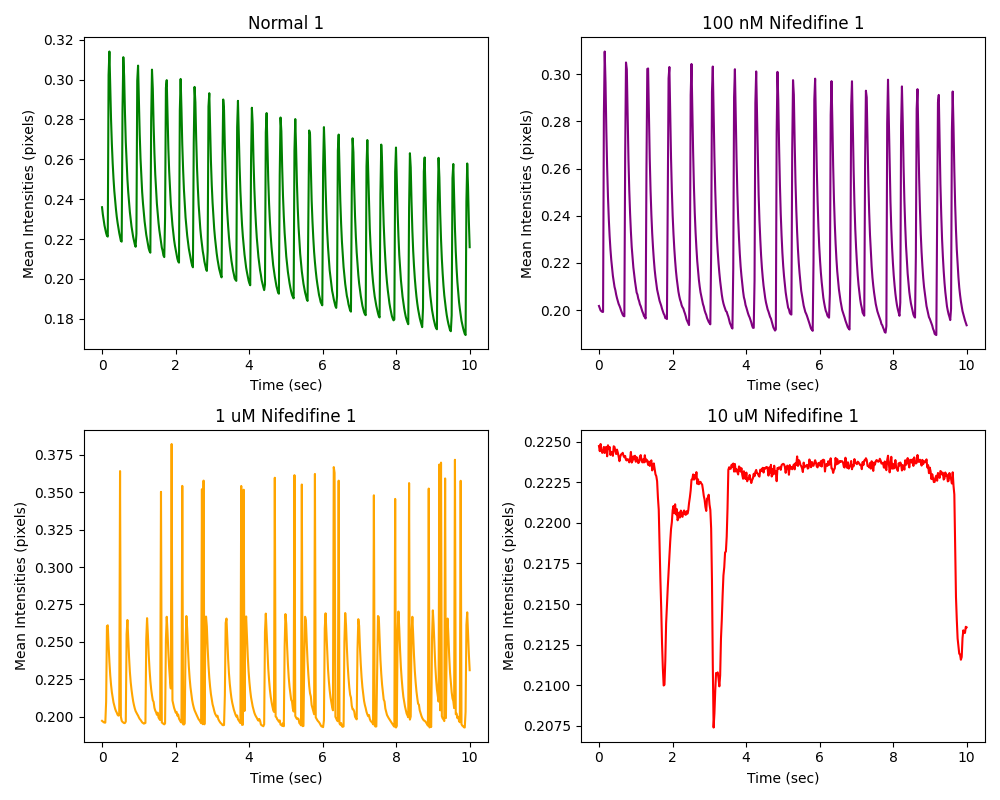 Normal 1
Mean Intensities (pixels)
0.32
0.30
0.28
0.26
0.24
0.22
0.20
0.18
0 2 4 6 8 10
Time (sec)
100 nM Nifedifine 1
Mean Intensities (pixels)
0.30
0.28
0.26
0.24
0.22
0.20
0 2 4 6 8 10
Time (sec)
1 uM Nifedifine 1
Mean Intensities (pixels)
0.375
0.350
0.325
0.300
0.275
0.250
0.225
0.200
0 2 4 6 8 10
Time (sec)
10 uM Nifedifine 1
Mean Intensities (pixels)
0.2250
0.2225
0.2200
0.2175
0.2150
0.2125
0.2100
0.2075
0 2 4 6 8 10
Time (sec)